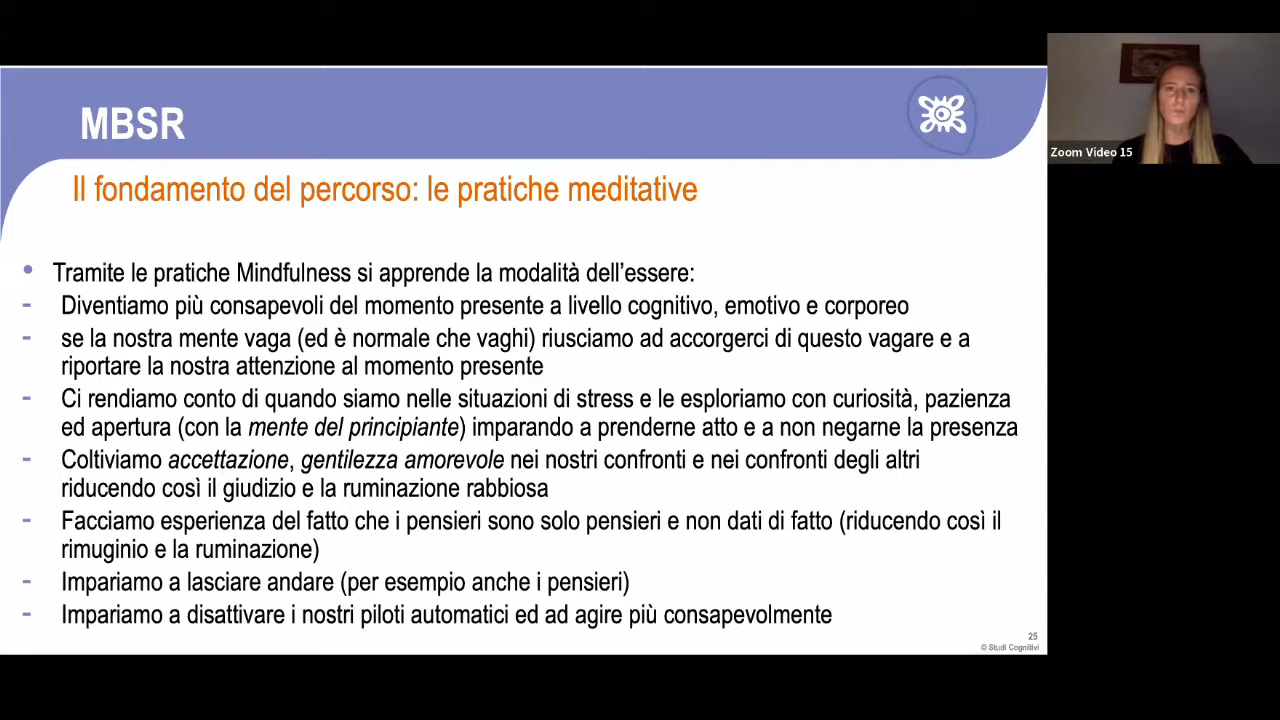 MBSR
Zoom Video 15
Il fondamento del percorso: le pratiche meditative
• Tramite le pratiche Mindfulness si apprende la modalità dell’essere:
- Diventiamo più consapevoli del momento presente a livello cognitivo, emotivo e corporeo
- se la nostra mente vaga (ed è normale che vaghi) riusciamo ad accorgerci di questo vagare e a
riportare la nostra attenzione al momento presente
- Ci rendiamo conto di quando siamo nelle situazioni di stress e le esploriamo con curiosità, pazienza
ed apertura (con la mente del principiante) imparando a prenderne atto e a non negarne la presenza
- Coltiviamo accettazione, gentilezza amorevole nei nostri confronti e nei confronti degli altri
riducendo così il giudizio e la ruminazione rabbiosa
- Facciamo esperienza del fatto che i pensieri sono solo pensieri e non dati di fatto (riducendo così il
rimuginio e la ruminazione)
- Impariamo a lasciare andare (per esempio anche i pensieri)
- Impariamo a disattivare i nostri piloti automatici ed ad agire più consapevolmente
25
© Studi Cognitivi